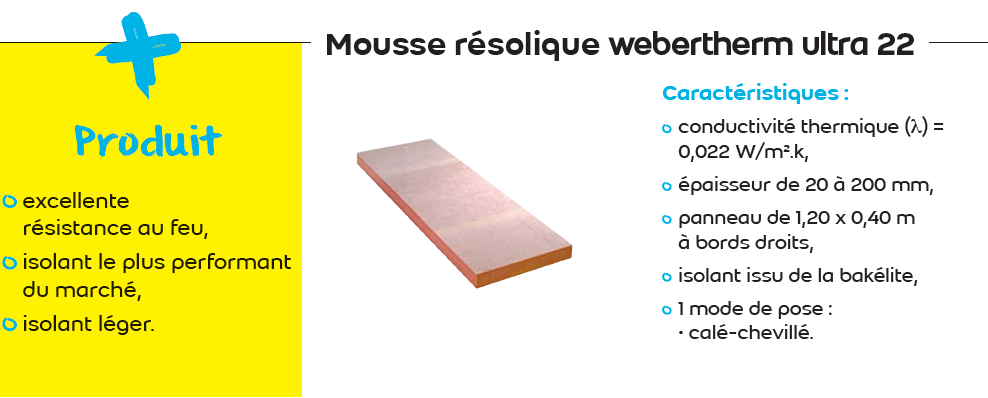 Mousse résolique webertherm ultra 22
Produit
excellente
résistance au feu,
isolant le plus performant
du marché,
isolant léger.
Caractéristiques :
conductivité thermique (λ) =
0,022 W/m².k,
épaisseur de 20 à 200 mm,
panneau de 1,20 x 0,40 m
à bords droits,
isolant issu de la bakélite,
1 mode de pose :
• calé-chevillé.